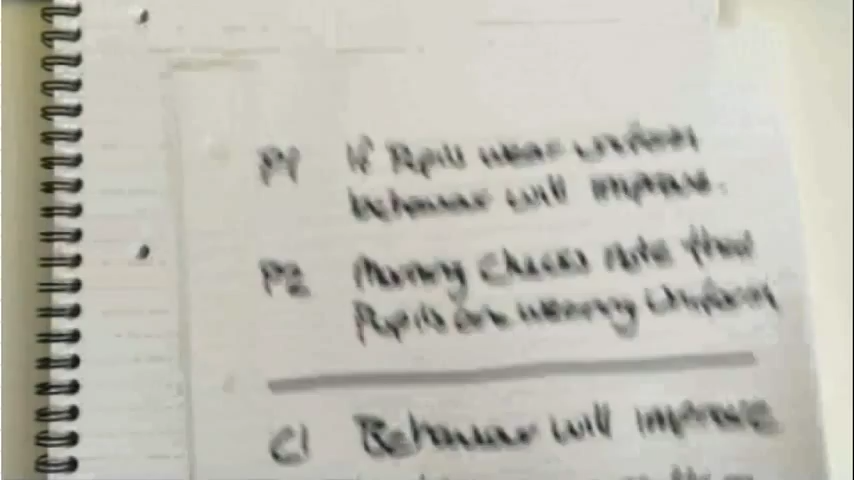 P1 If Pupils wear uniform
behaviour will improve.
P2 Morning checks note that
Pupils are wearing uniform
C1 Behaviour will improve